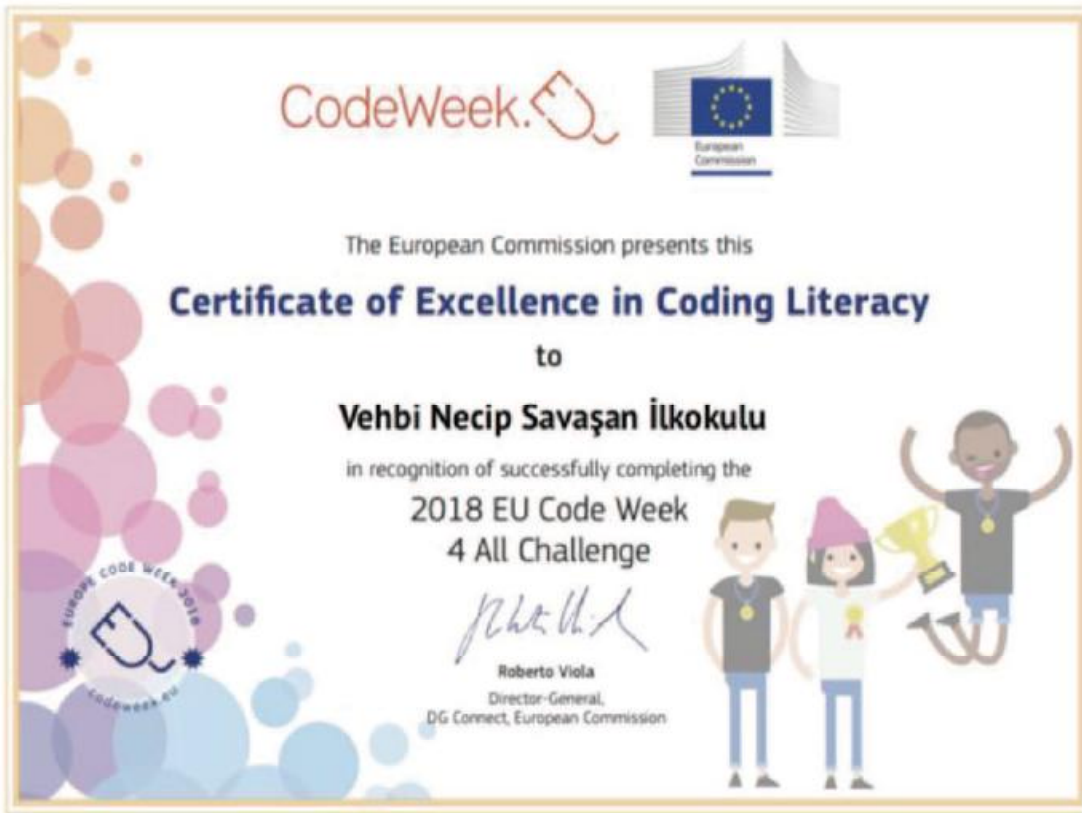 CodeWeek.EU
European
Commission
The European Commission presents this
Certificate of Excellence in Coding Literacy
to
Vehbi Necip Savaşan İlkokulu
in recognition of successfully completing the
2018 EU Code Week
4 All Challenge
Roberto Viola
Director-General,
DG Connect, European Commission
EUROPE CODE WEEK 2018
EU
codeweek.eu